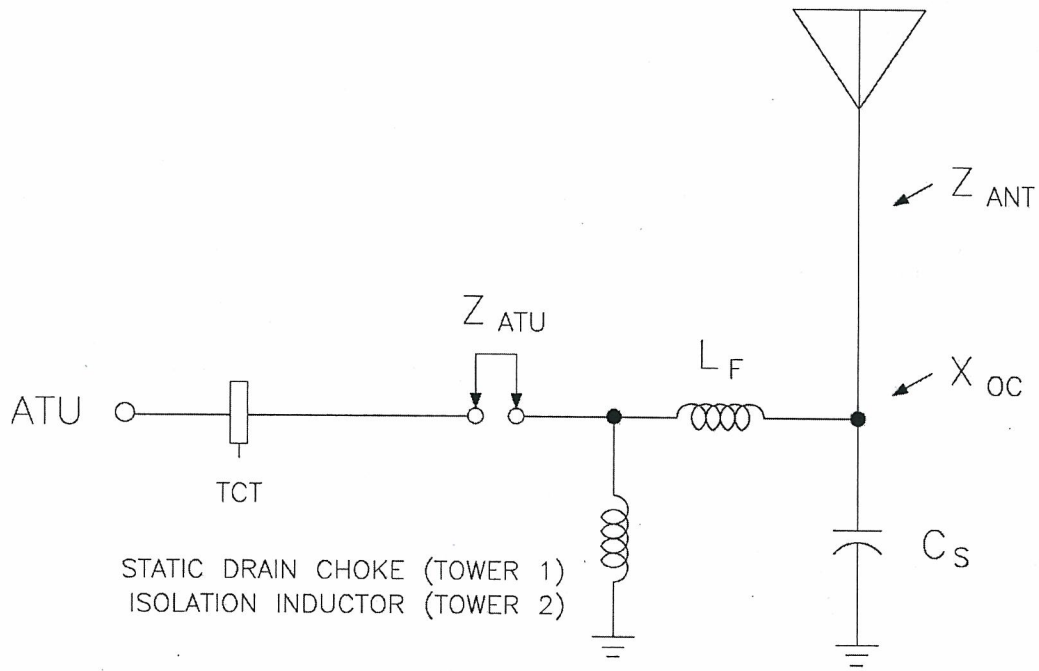 Z ANT
Z ATU
L F
X OC
ATU
TCT
C S
STATIC DRAIN CHOKE (TOWER 1)
ISOLATION INDUCTOR (TOWER 2)